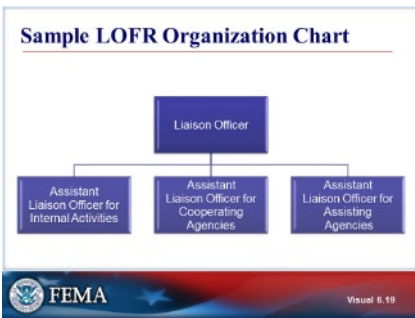 Sample LOFR Organization Chart
Liaison Officer
Assistant
Liaison Officer for
Internal Activities
Assistant
Liaison Officer for
Cooperating
Agencies
Assistant
Liaison Officer for
Assisting
Agencies
FEMA
Visual 6.19